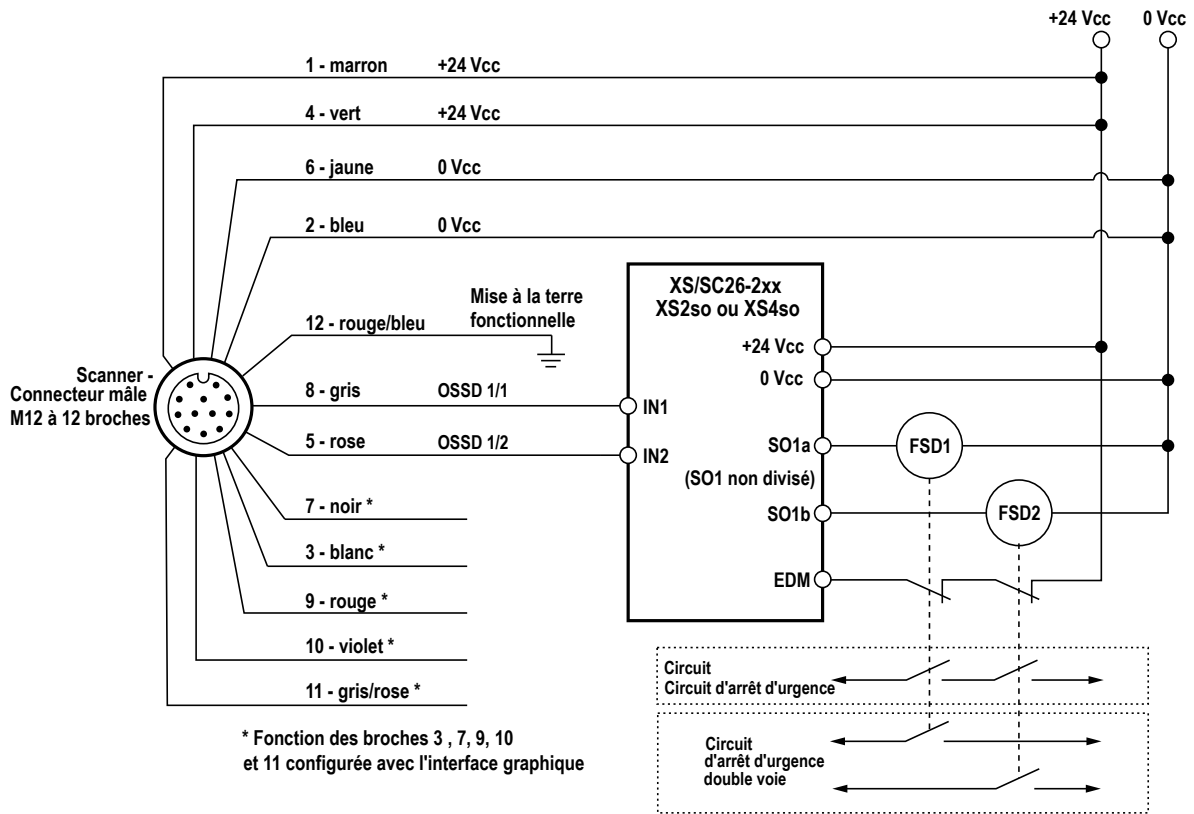 +24 Vcc 0 Vcc
1 - marron +24 Vcc
4 - vert +24 Vcc
6 - jaune 0 Vcc
2 - bleu 0 Vcc
12 - rouge/bleu
Mise à la terre
fonctionnelle
Scanner -
Connecteur mâle
M12 à 12 broches
8 - gris OSSD 1/1
5 - rose OSSD 1/2
7 - noir *
3 - blanc *
9 - rouge *
10 - violet *
11 - gris/rose *
* Fonction des broches 3 , 7, 9, 10
et 11 configurée avec l'interface graphique
XS/SC26-2xx
XS2so ou XS4so
+24 Vcc
0 Vcc
IN1
IN2
SO1a
(SO1 non divisé)
SO1b
EDM
FSD1
FSD2
Circuit
Circuit d'arrêt d'urgence
Circuit
d'arrêt d'urgence
double voie